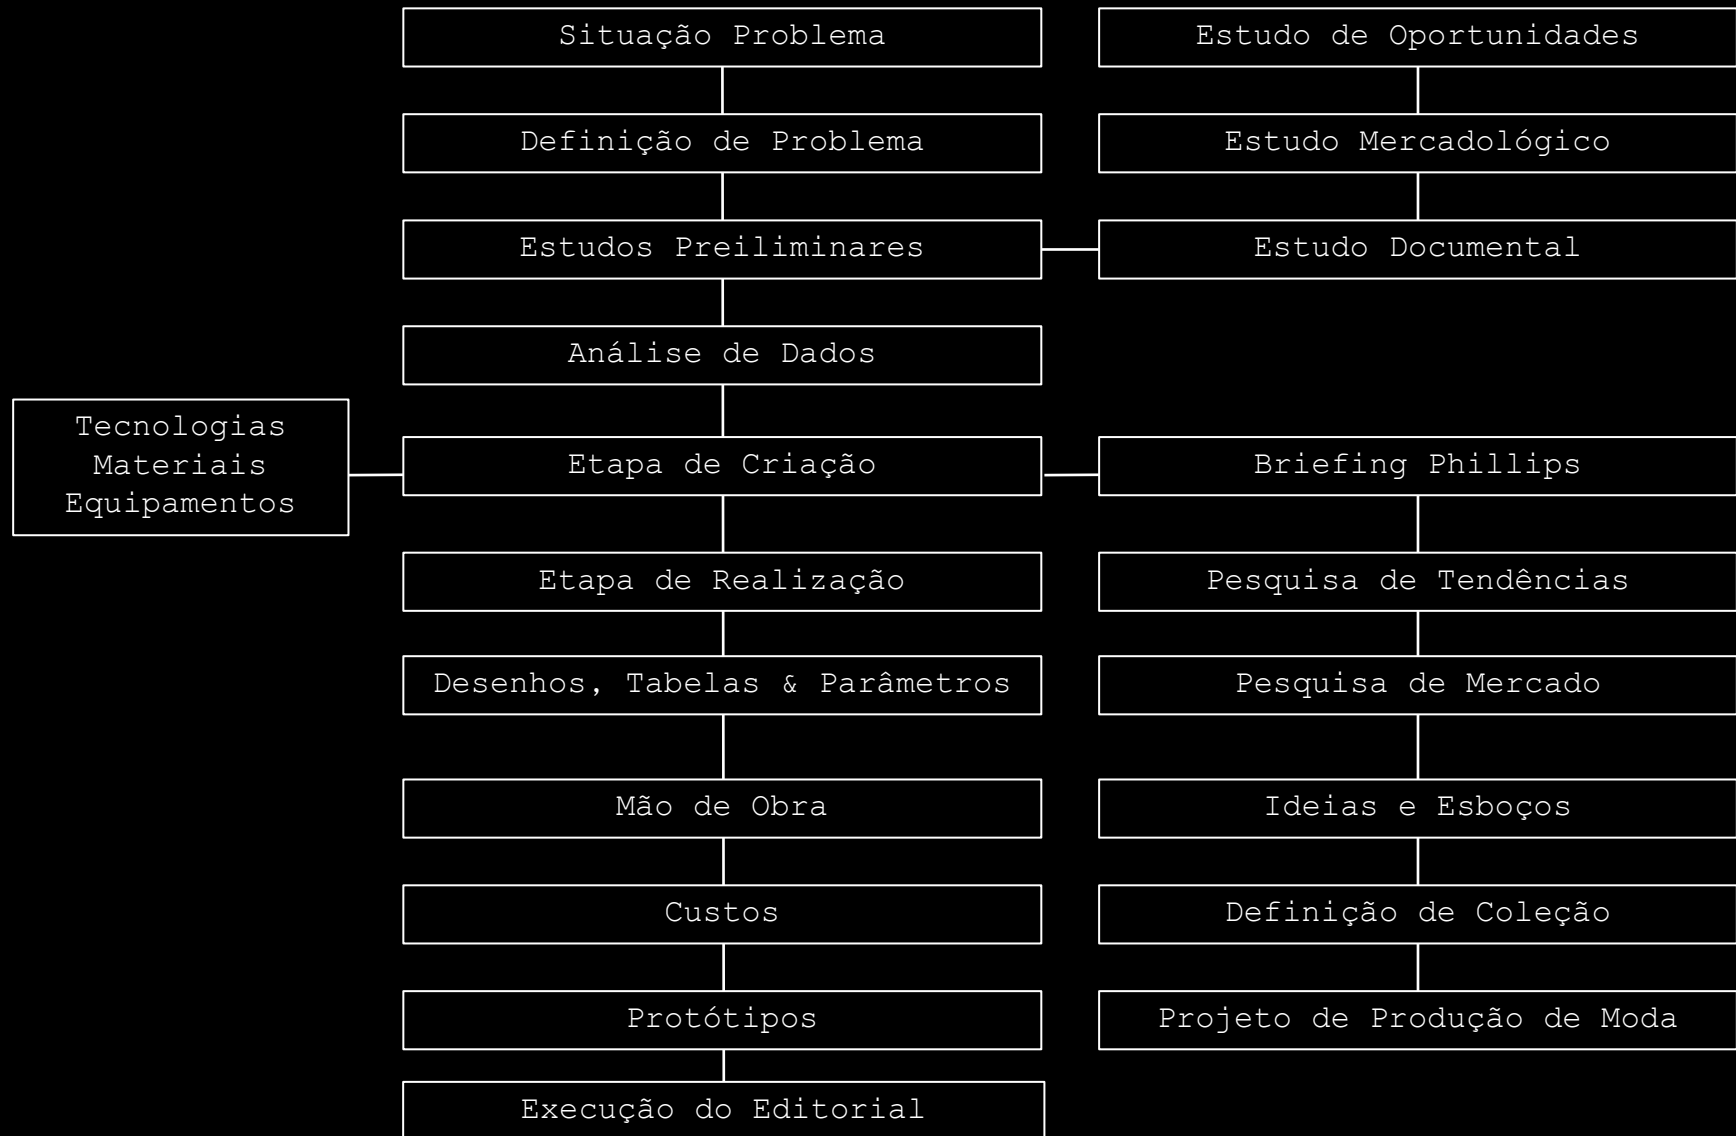 Situação Problema
Estudo de Oportunidades
Definição de Problema
Estudo Mercadológico
Estudos Preiliminares
Estudo Documental
Análise de Dados
Tecnologias
Materiais
Equipamentos
Etapa de Criação
Briefing Phillips
Etapa de Realização
Pesquisa de Tendências
Desenhos, Tabelas & Parâmetros
Pesquisa de Mercado
Mão de Obra
Ideias e Esboços
Custos
Definição de Coleção
Protótipos
Projeto de Produção de Moda
Execução do Editorial